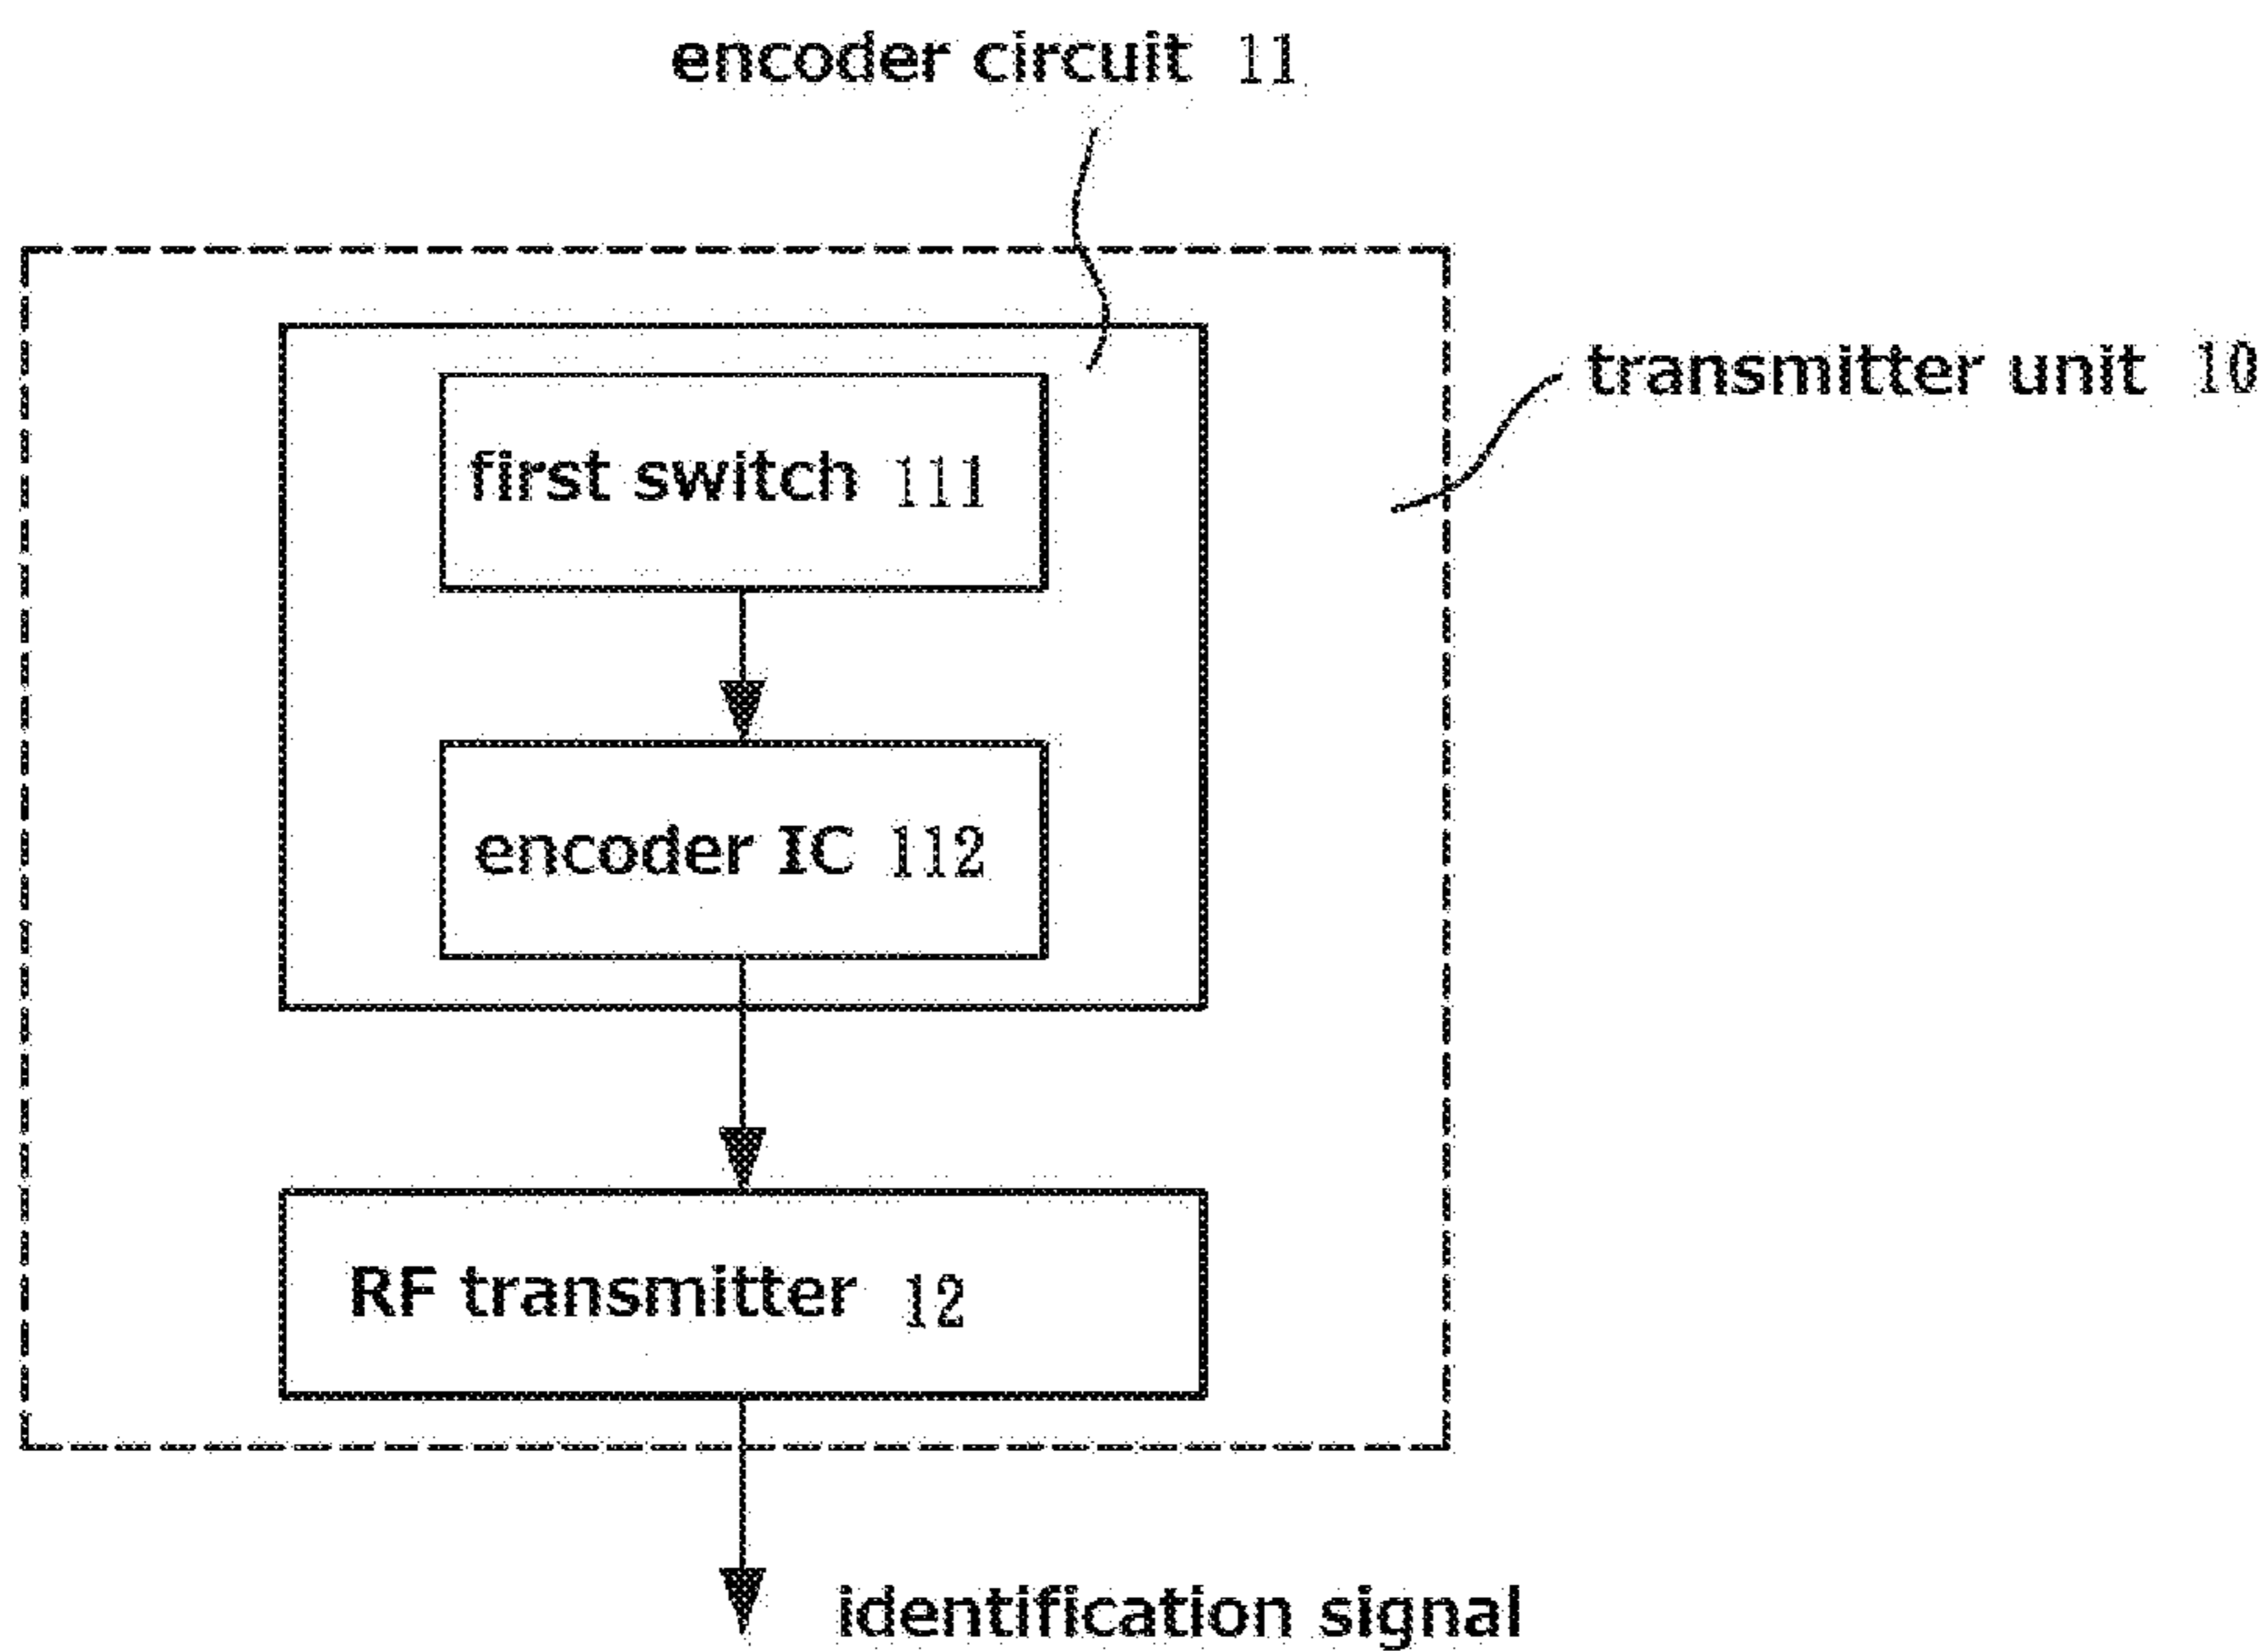 encoder circuit 11
transmitter unit 10
first switch 111
encoder IC 112
RF transmitter 12
identification signal